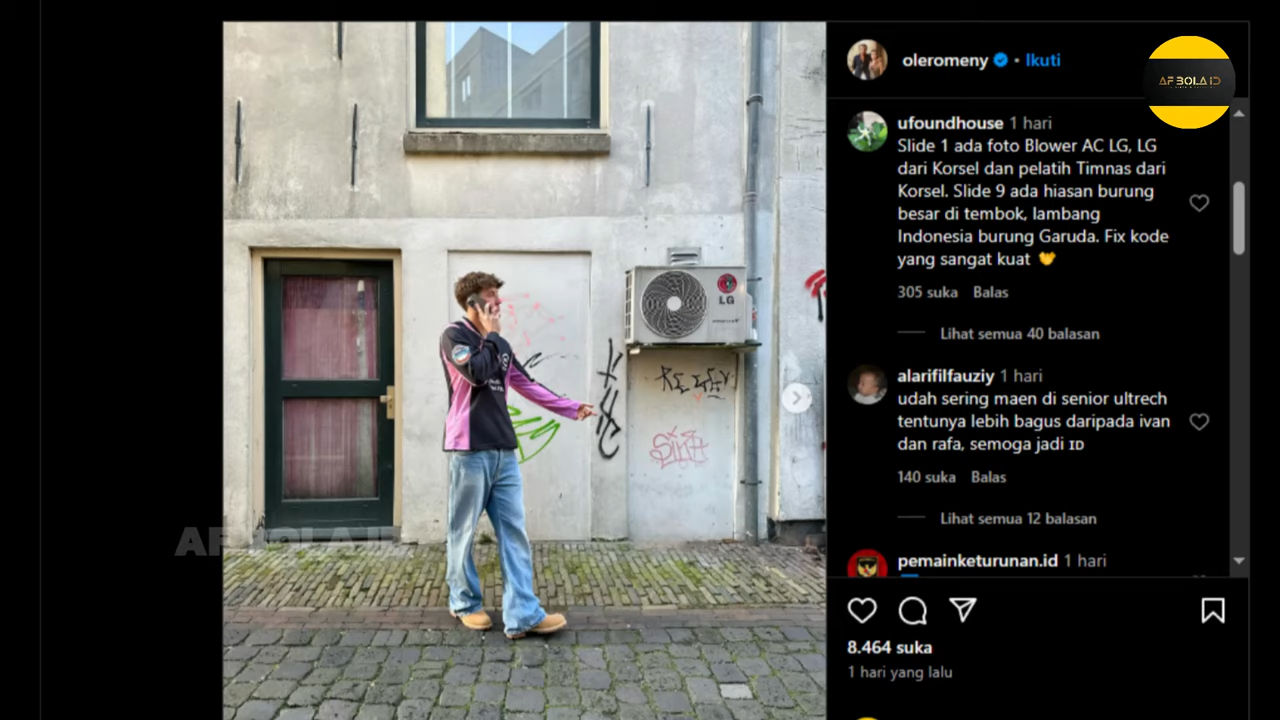 oleromeny • Ikuti
AF BOLA ID
ufoundhouse 1 hari
Slide 1 ada foto Blower AC LG, LG
dari Korsel dan pelatih Timnas dari
Korsel. Slide 9 ada hiasan burung
besar di tembok, lambang
Indonesia burung Garuda. Fix kode
yang sangat kuat
305 suka Balas
Lihat semua 40 balasan
alarifilfauziy 1 hari
udah sering maen di senior ultrech
tentunya lebih bagus daripada ivan
dan rafa, semoga jadi ɪᴅ
140 suka Balas
Lihat semua 12 balasan
pemainketurunan.id 1 hari
8.464 suka
1 hari yang lalu
LG
AF BOLA ID